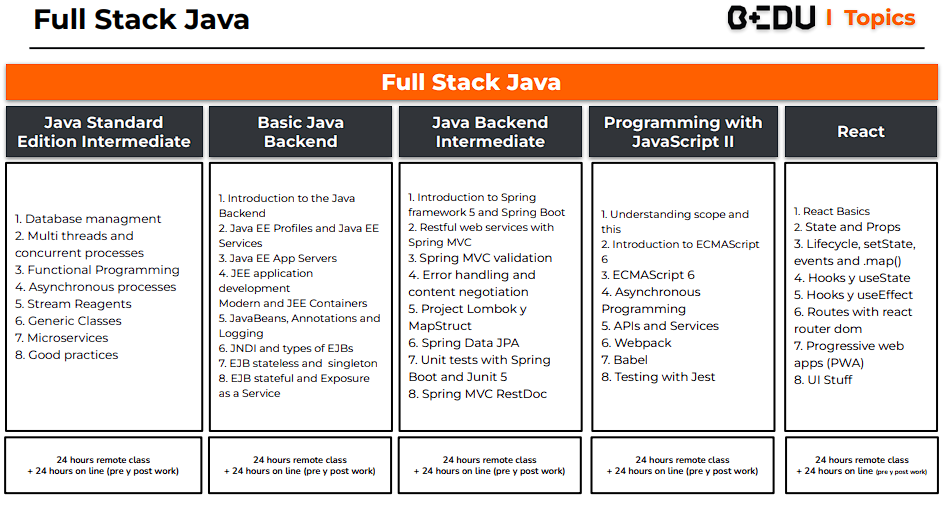 Full Stack Java
BEDU | Topics
Full Stack Java
Java Standard
Edition Intermediate
Basic Java
Backend
Java Backend
Intermediate
Programming with
JavaScript II
React
1. Database managment
2. Multi threads and
concurrent processes
3. Functional Programming
4. Asynchronous processes
5. Stream Reagents
6. Generic Classes
7. Microservices
8. Good practices
1. Introduction to the Java
Backend
2. Java EE Profiles and Java EE
Services
3. Java EE App Servers
4. JEE application
development
Modern and JEE Containers
5. JavaBeans, Annotations and
Logging
6. JNDI and types of EJBs
7. EJB stateless and singleton
8. EJB stateful and Exposure
as a Service
1. Introduction to Spring
framework 5 and Spring Boot
2. Restful web services with
Spring MVC
3. Spring MVC validation
4. Error handling and
content negotiation
5. Project Lombok y
MapStruct
6. Spring Data JPA
7. Unit tests with Spring
Boot and Junit 5
8. Spring MVC RestDoc
1. Understanding scope and
this
2. Introduction to ECMAScript
6
3. ECMAScript 6
4. Asynchronous
Programming
5. APIs and Services
6. Webpack
7. Babel
8. Testing with Jest
1. React Basics
2. State and Props
3. Lifecycle, setState,
events and .map()
4. Hooks y useState
5. Hooks y useEffect
6. Routes with react
router dom
7. Progressive web
apps (PWA)
8. UI Stuff
24 hours remote class
+ 24 hours on line (pre y post work)
24 hours remote class
+ 24 hours on line (pre y post work)
24 hours remote class
+ 24 hours on line (pre y post work)
24 hours remote class
+ 24 hours on line (pre y post work)
24 hours remote class
+ 24 hours on line (pre y post work)